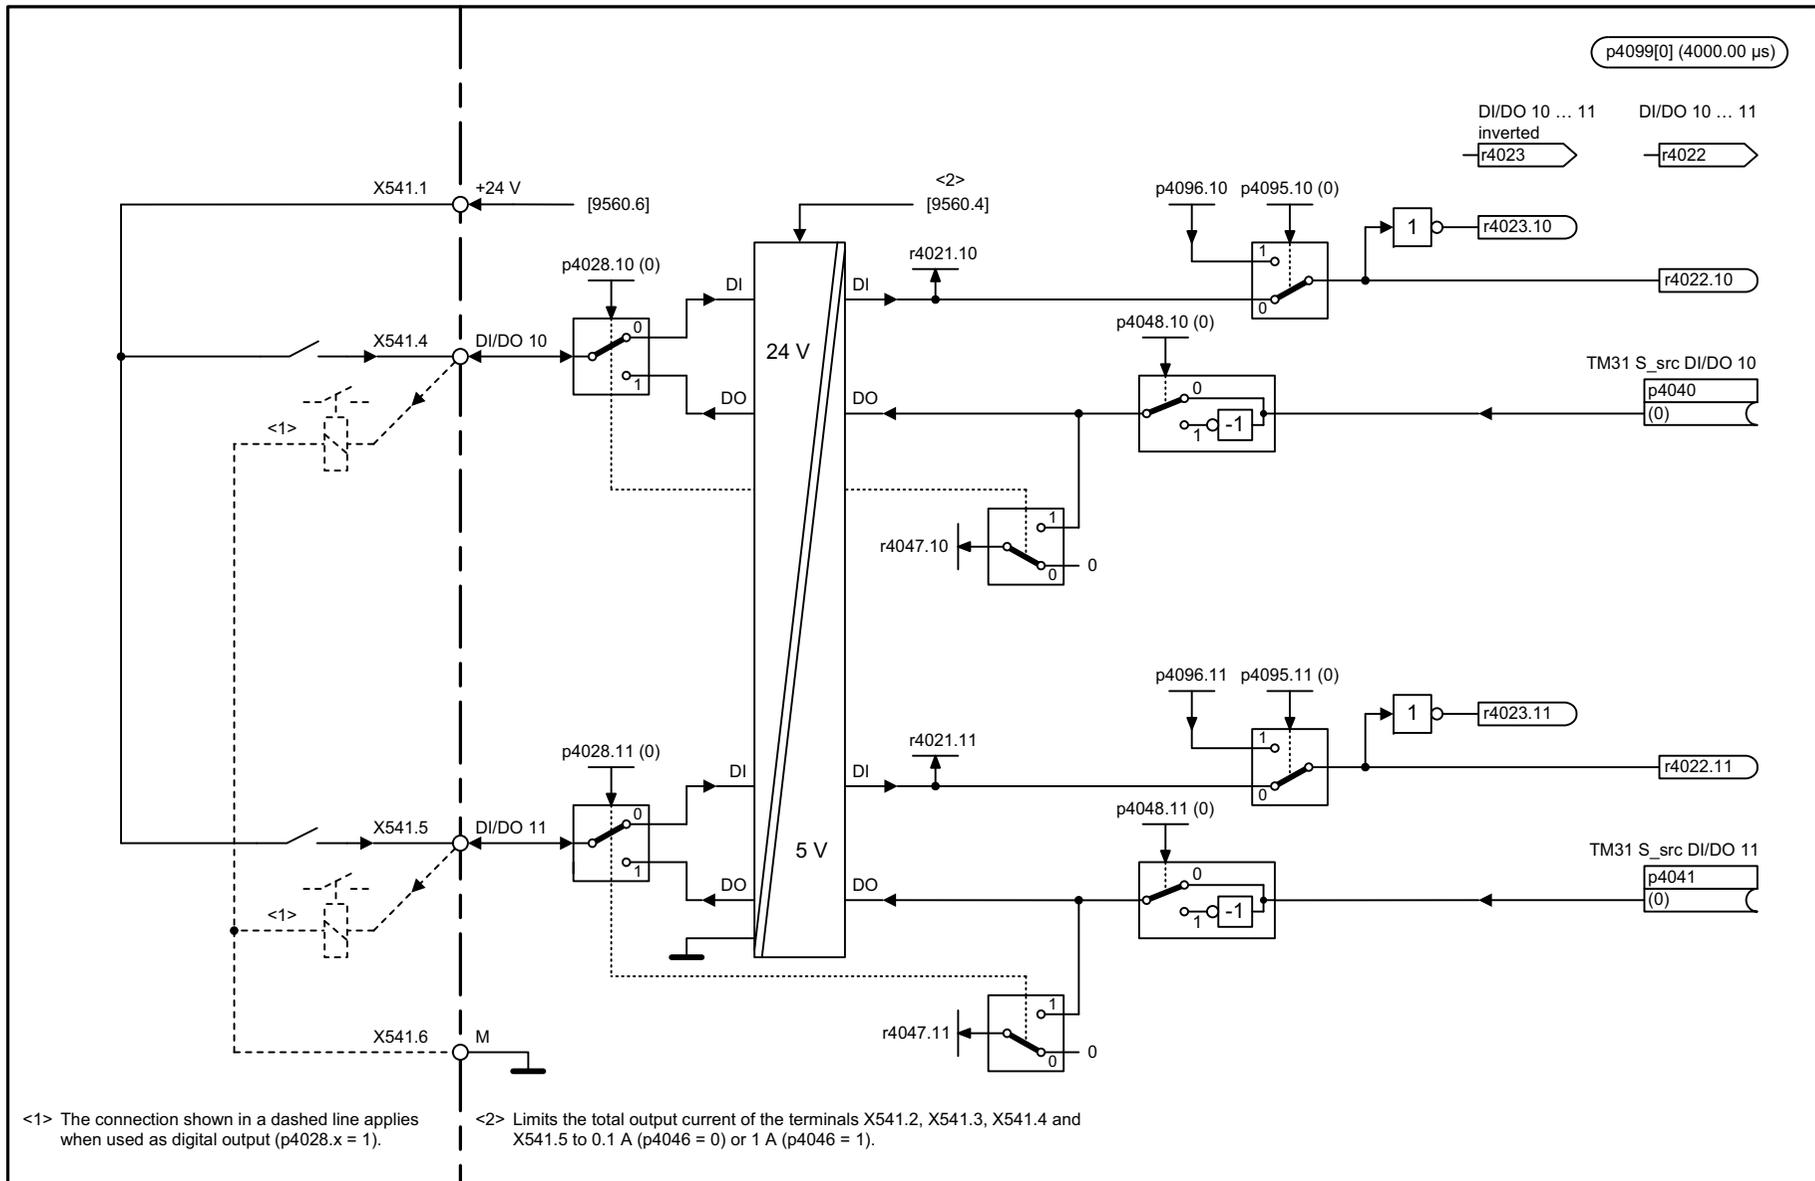 p4099[0] (4000.00 µs)
DI/DO 10 … 11
inverted
r4023
DI/DO 10 … 11
r4022
X541.1
+24 V
[9560.6]
<2>
[9560.4]
p4096.10
p4095.10 (0)
1
0
1
r4023.10
r4022.10
r4021.10
p4028.10 (0)
0
1
DI
DI
24 V
X541.4
DI/DO 10
DO
DO
p4048.10 (0)
0
1
-1
TM31 S_src DI/DO 10
p4040
(0)
<1>
r4047.10
1
0
0
p4096.11
p4095.11 (0)
1
0
1
r4023.11
r4022.11
r4021.11
p4028.11 (0)
0
1
DI
DI
5 V
X541.5
DI/DO 11
DO
DO
p4048.11 (0)
0
1
-1
TM31 S_src DI/DO 11
p4041
(0)
<1>
r4047.11
1
0
0
X541.6
M
<1> The connection shown in a dashed line applies
when used as digital output (p4028.x = 1).
<2> Limits the total output current of the terminals X541.2, X541.3, X541.4 and
X541.5 to 0.1 A (p4046 = 0) or 1 A (p4046 = 1).